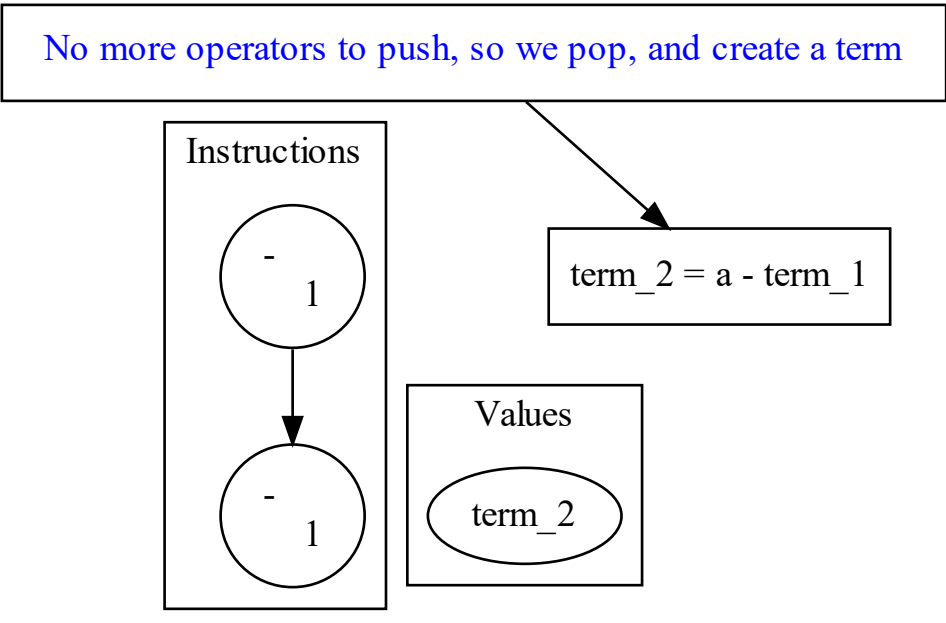 No more operators to push, so we pop, and create a term
Instructions
-
1
term_2 = a - term_1
-
1
Values
term_2